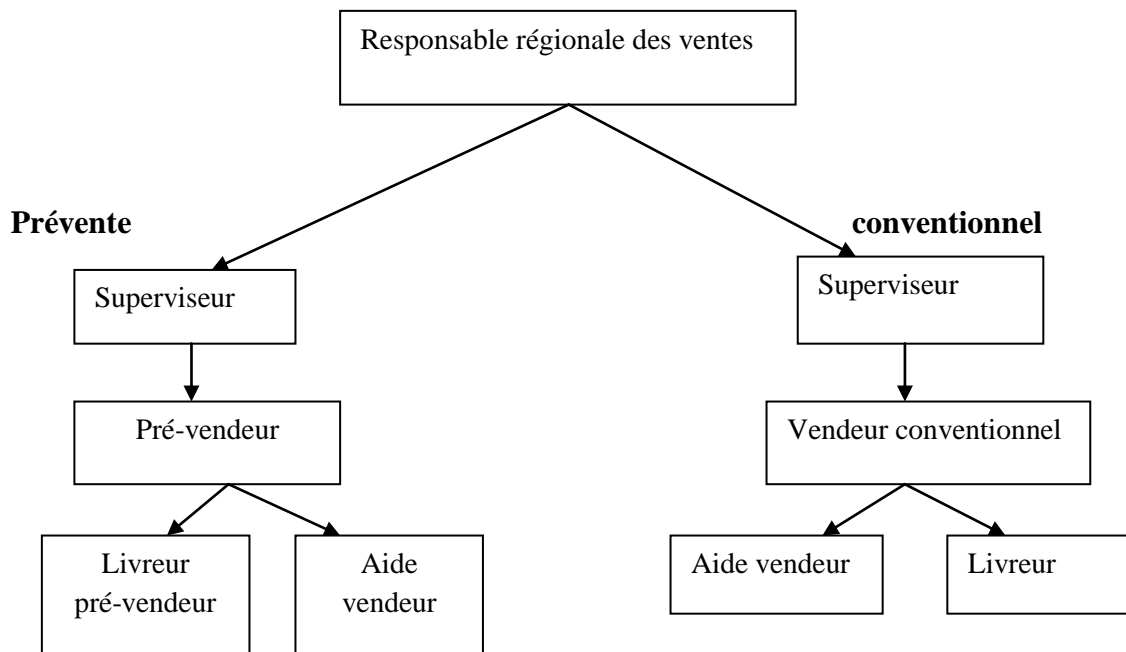 Responsable régionale des ventes
Prévente
conventionnel
Superviseur
Superviseur
Pré-vendeur
Vendeur conventionnel
Livreur
pré-vendeur
Aide
vendeur
Aide vendeur
Livreur